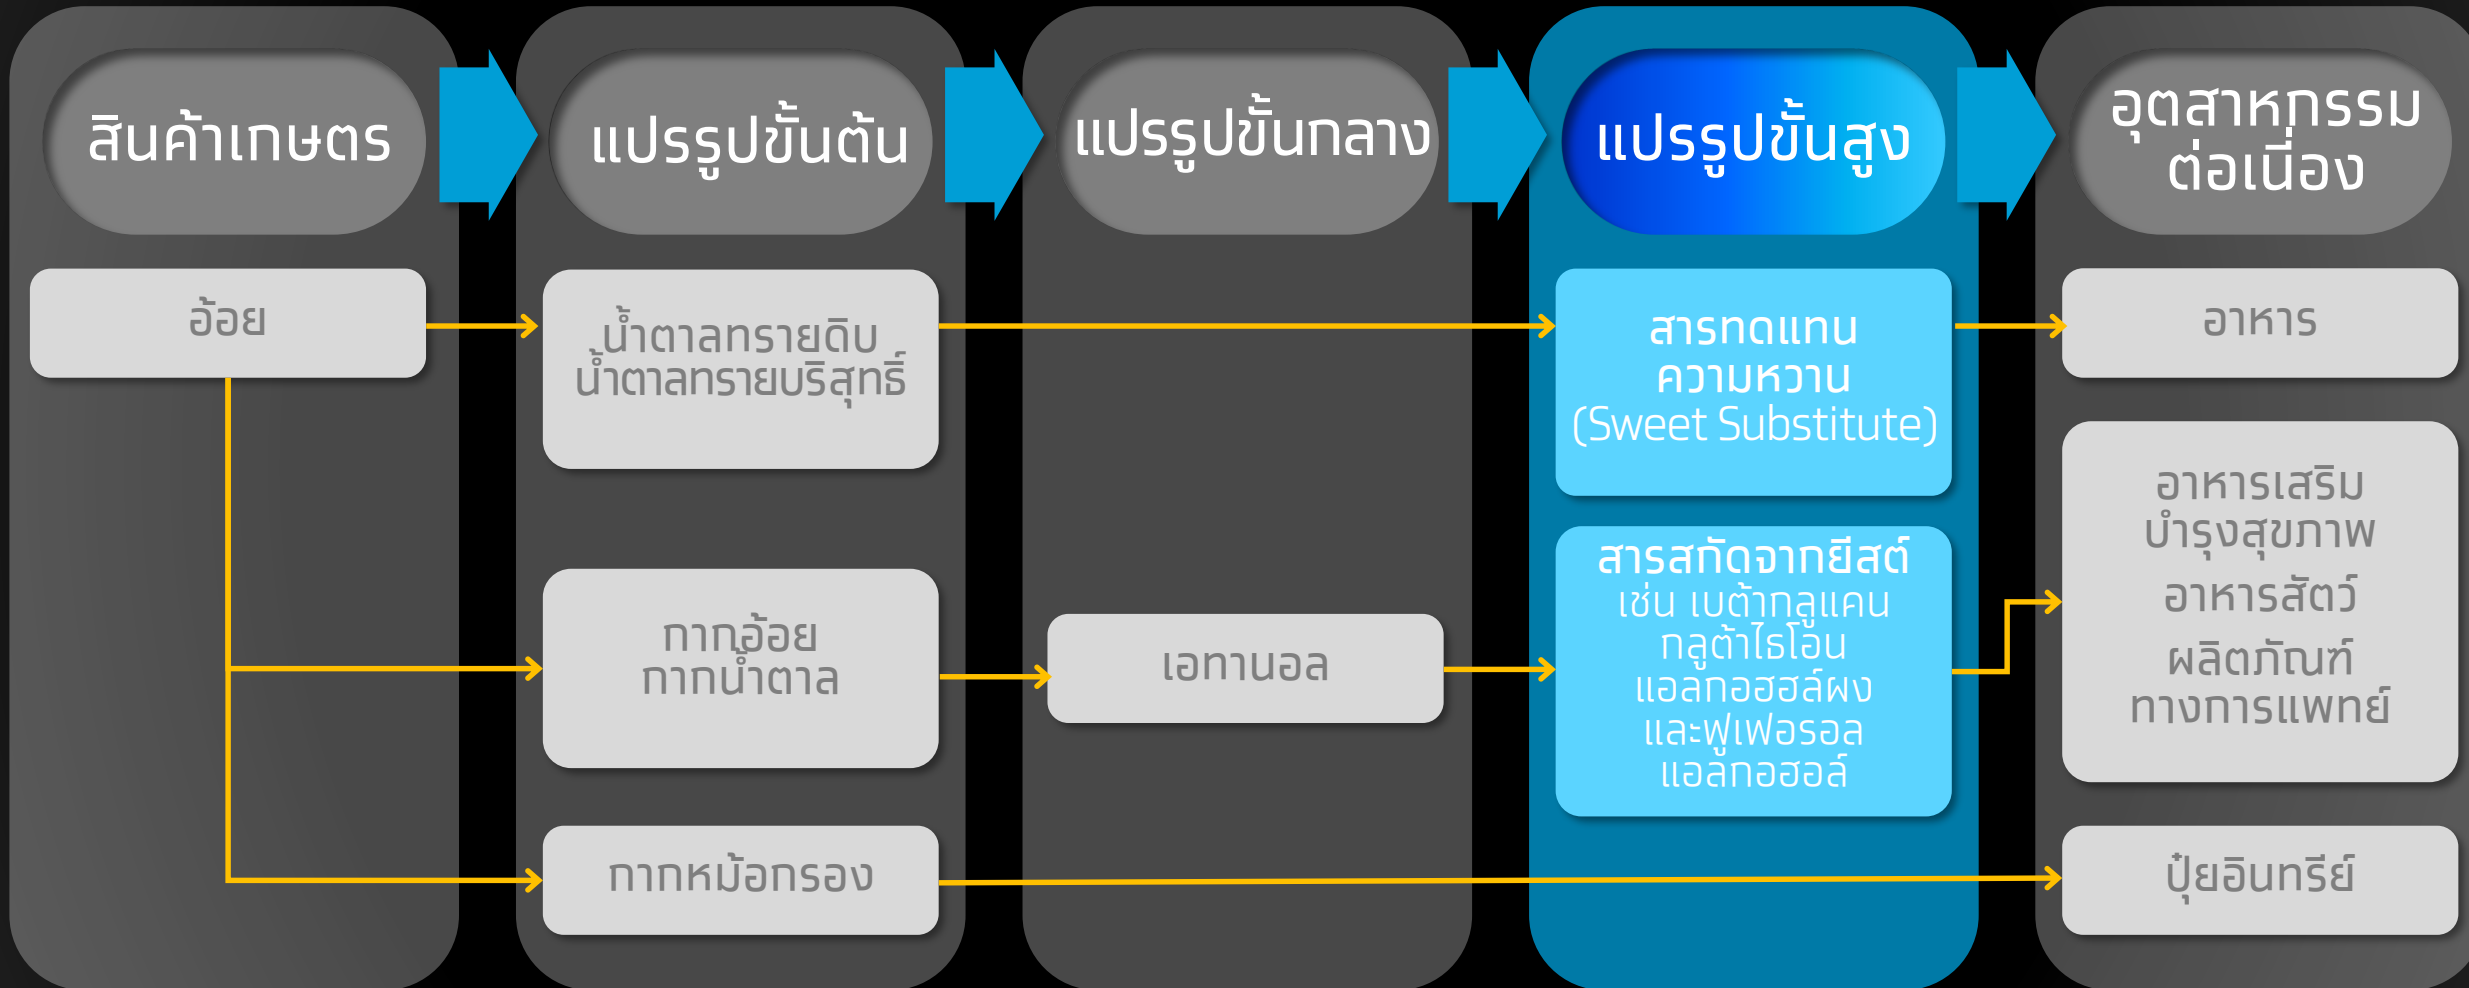 สินค้าเกษตร
แปรรูปขั้นต้น
แปรรูปขั้นกลาง
แปรรูปขั้นสูง
อุตสาหกรรม
ต่อเนื่อง
อ้อย
น้ำตาลทรายดิบ
น้ำตาลทรายบริสุทธิ์
สารทดแทน
ความหวาน
(Sweet Substitute)
อาหาร
กากอ้อย
กากน้ำตาล
เอทานอล
สารสกัดจากยีสต์
เช่น เบต้ากลูแคน
กลูต้าไธโอน
แอลกอฮฮล์ผง
และฟูเฟอรอล
แอลกอฮอล์
อาหารเสริม
บำรุงสุขภาพ
อาหารสัตว์
ผลิตภัณฑ์
ทางการแพทย์
กากหม้อกรอง
ปุ๋ยอินทรีย์